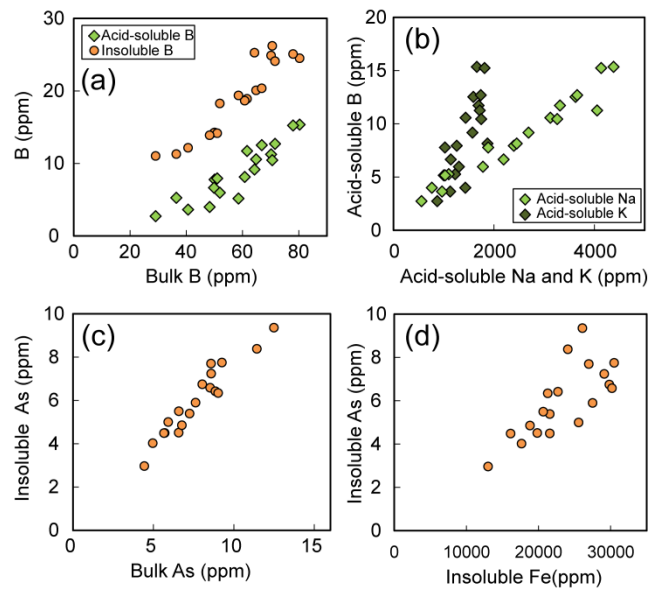 30
20
10
0
B (ppm)
Acid-soluble B
Insoluble B
(a)
0
20
40
60
80
Bulk B (ppm)
20
15
10
5
0
Acid-soluble B (ppm)
(b)
Acid-soluble Na
Acid-soluble K
0
2000
4000
Acid-soluble Na and K (ppm)
10
8
6
4
2
0
Insoluble As (ppm)
(c)
0
5
10
15
Bulk As (ppm)
10
8
6
4
2
0
Insoluble As (ppm)
(d)
0
10000
20000
30000
Insoluble Fe(ppm)